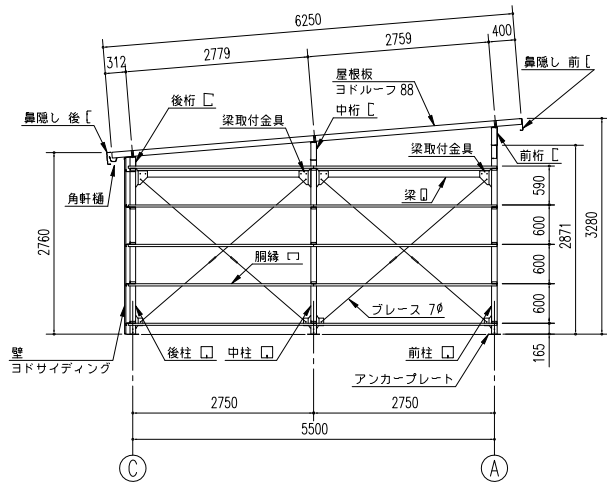 6250
312
2779
2759
400
鼻隠し 前
屋根板
ヨドルーフ 88
後桁
中桁
鼻隠し 後
梁取付金具
梁取付金具
前桁
角軒樋
梁
590
600
600
600
165
2760
2871
3280
胴縁
ブレース 7φ
後柱
中柱
前柱
壁
ヨドサイディング
アンカープレート
2750
2750
5500
C
A